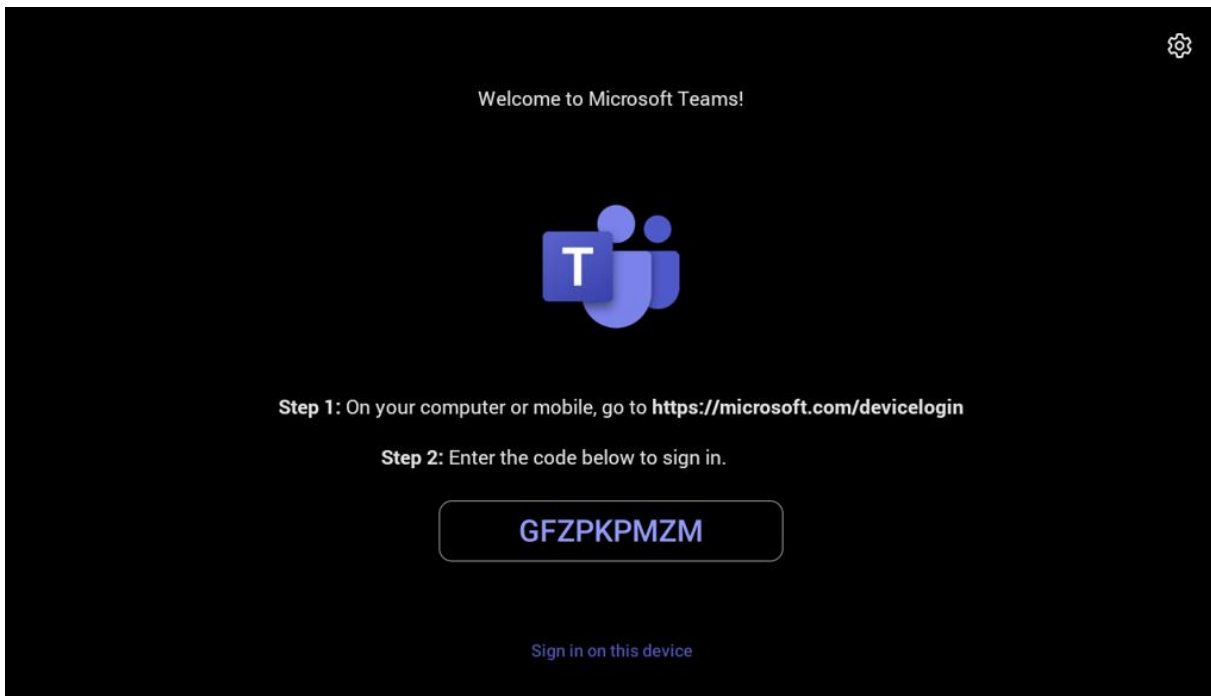 Welcome to Microsoft Teams!
T
Step 1: On your computer or mobile, go to https://microsoft.com/devicelogin
Step 2: Enter the code below to sign in.
GFZPKPMZM
Sign in on this device